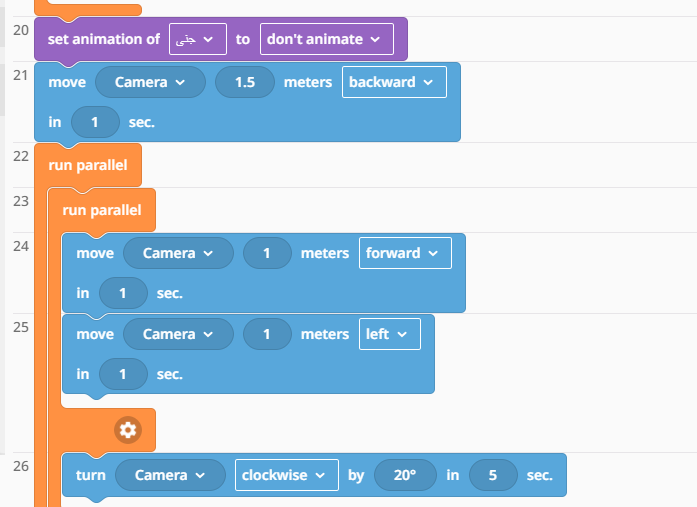 20 set animation of جنى to don't animate
21 move Camera 1.5 meters backward
in 1 sec.
22 run parallel
23 run parallel
24 move Camera 1 meters forward
in 1 sec.
25 move Camera 1 meters left
in 1 sec.
26 turn Camera clockwise by 20° in 5 sec.